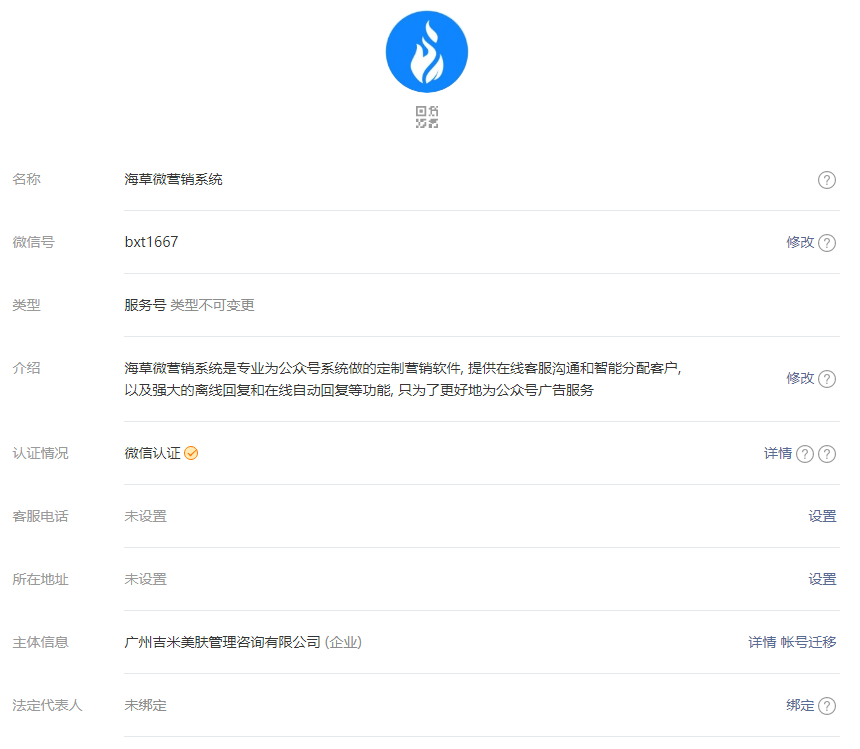 名称 海草微营销系统 ?
微信号 bxt1667 修改 ?
类型 服务号 类型不可变更
介绍 海草微营销系统是专业为公众号系统做的定制营销软件, 提供在线客服沟通和智能分配客户,
以及强大的离线回复和在线自动回复等功能, 只为了更好地为公众号广告服务 修改 ?
认证情况 微信认证 详情 ? ?
客服电话 未设置 设置
所在地址 未设置 设置
主体信息 广州吉米美肤管理咨询有限公司 (企业) 详情 帐号迁移
法定代表人 未绑定 绑定 ?